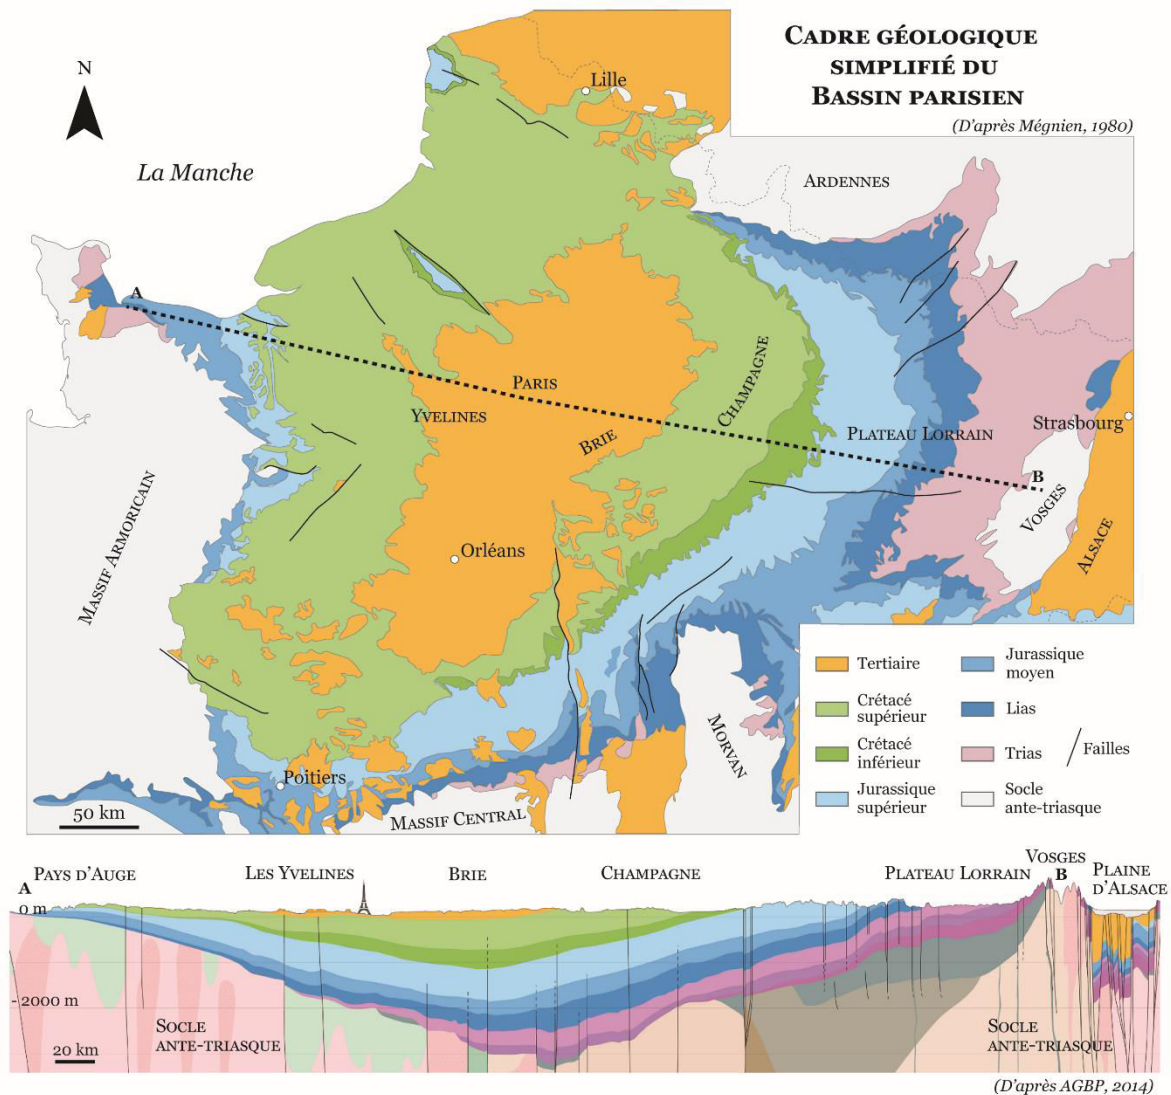 CADRE GÉOLOGIQUE
SIMPLIFIÉ DU
BASSIN PARISIEN
(D'après Mégnien, 1980)
N
La Manche
Lille
ARDENNES
A
PARIS
YVELINES
BRIE
CHAMPAGNE
PLATEAU LORRAIN
Strasbourg
B
VOSGES
ALSACE
MASSIF ARMORICAIN
Orléans
MORVAN
Poitiers
MASSIF CENTRAL
50 km
Tertiaire
Crétacé
supérieur
Crétacé
inférieur
Jurassique
supérieur
Jurassique
moyen
Lias
Trias
Failles
Socle
ante-triasque
PAYS D'AUGE
LES YVELINES
BRIE
CHAMPAGNE
PLATEAU LORRAIN
VOSGES
PLAINE
D'ALSACE
A
B
0 m
- 2000 m
SOCLE
ANTE-TRIASQUE
SOCLE
ANTE-TRIASQUE
20 km
(D'après AGBP, 2014)